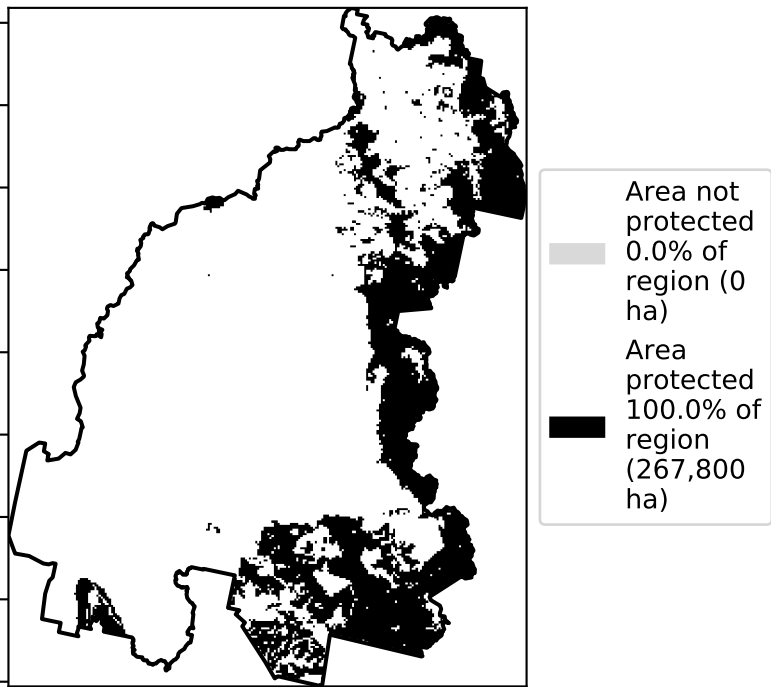 Area not
protected
0.0% of
region (0
ha)
Area
protected
100.0% of
region
(267,800
ha)